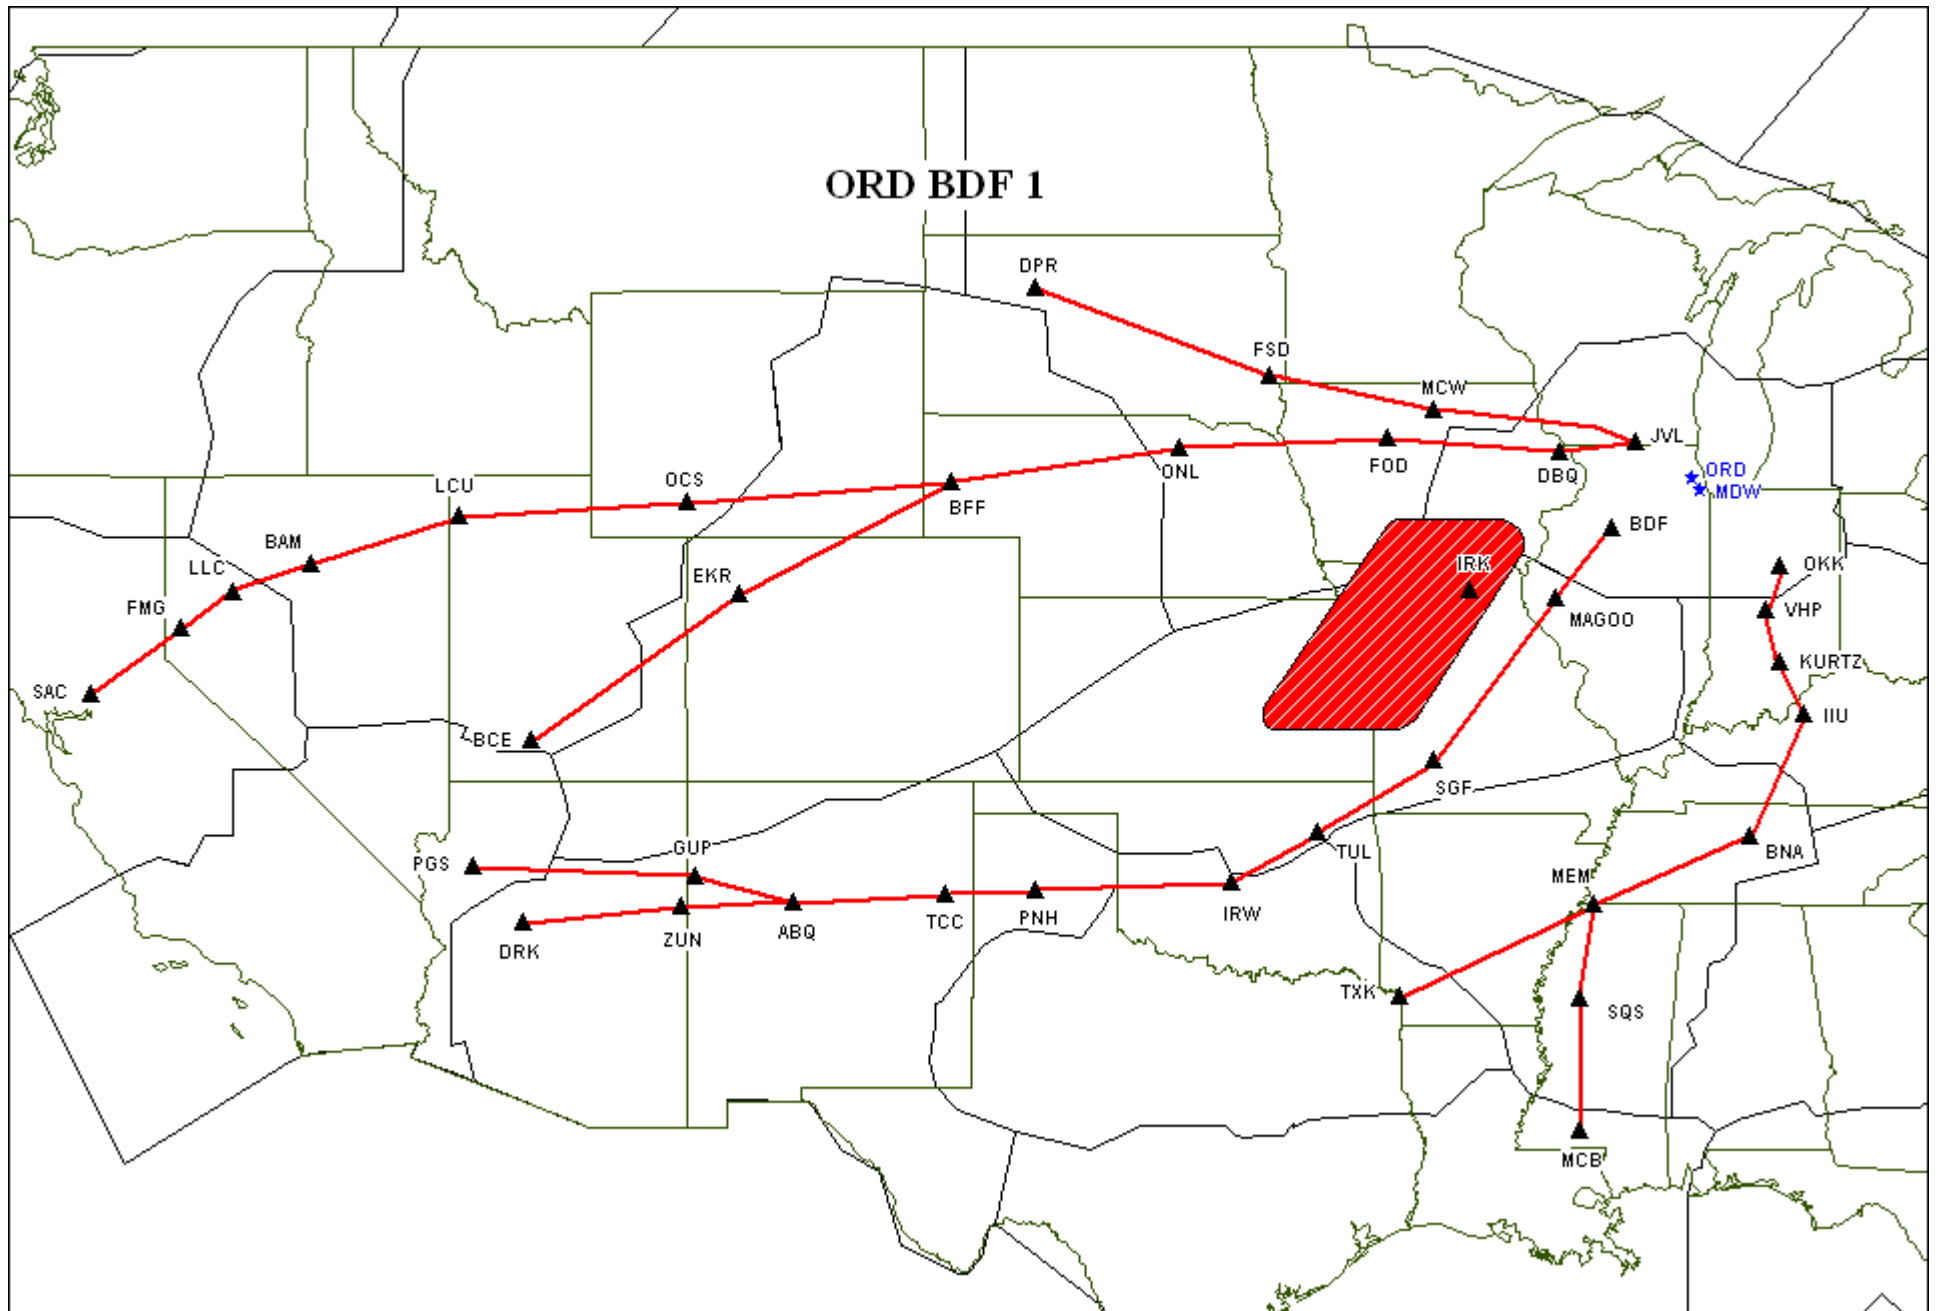 ORD BDF 1
DPR
FSD
MCW
JVL
FOD
DBQ
ONL
ORD
MDW
LCU
OCS
BFF
BDF
BAM
LLC
EKR
IRK
OKK
FMG
MAGOO
VHP
KURTZ
SAC
BCE
IIU
SGF
PGS
GUP
TUL
BNA
MEM
DRK
ZUN
ABQ
TCC
PNH
IRW
TXK
SQS
MCB